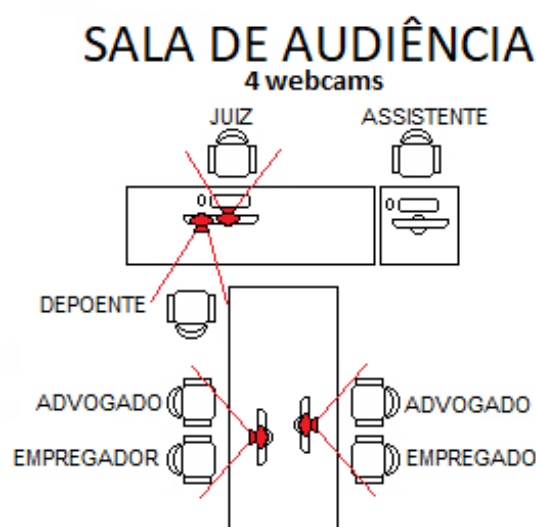 SALA DE AUDIÊNCIA
4 webcams
JUIZ
ASSISTENTE
DEPOENTE
ADVOGADO
ADVOGADO
EMPREGADOR
EMPREGADO